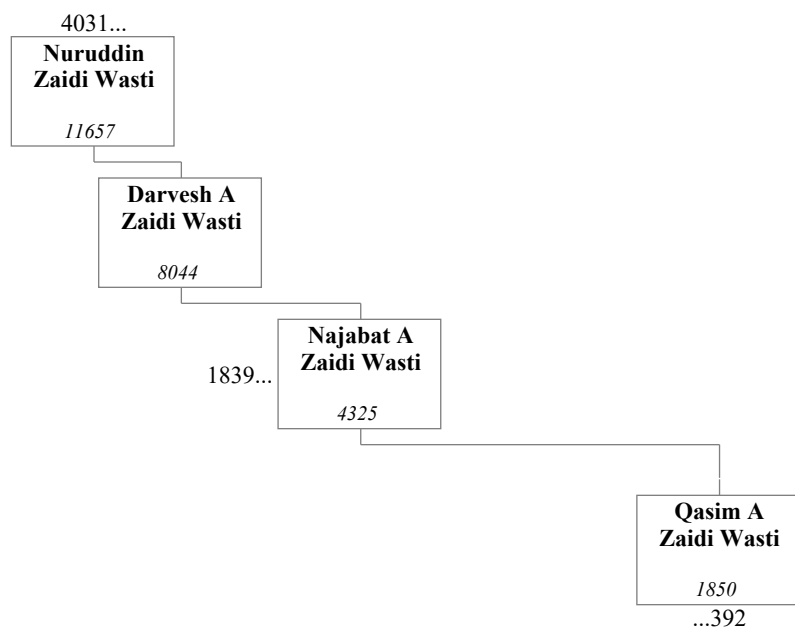 4031...
Nuruddin
Zaidi Wasti
11657
Darvesh A
Zaidi Wasti
8044
Najabat A
Zaidi Wasti
1839...
4325
Qasim A
Zaidi Wasti
1850
...392